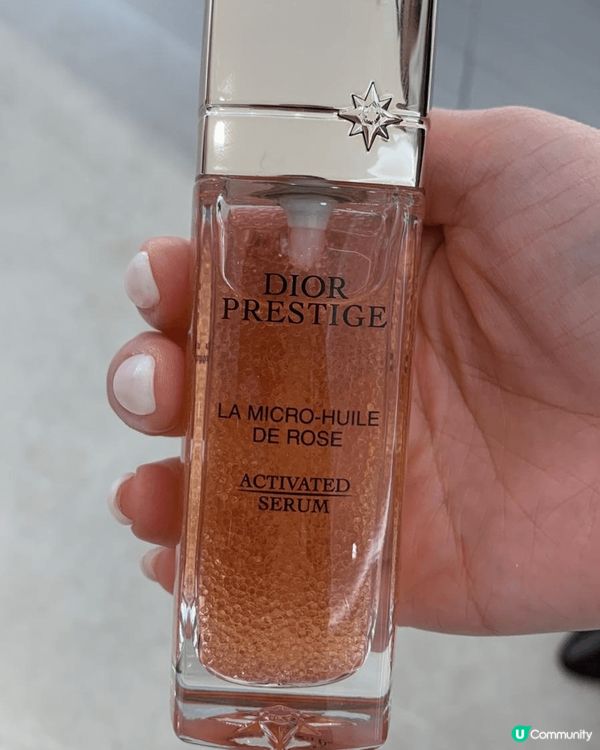 DIOR
PRESTIGE
LA MICRO-HUILE
DE ROSE
ACTIVATED
SERUM
U Community